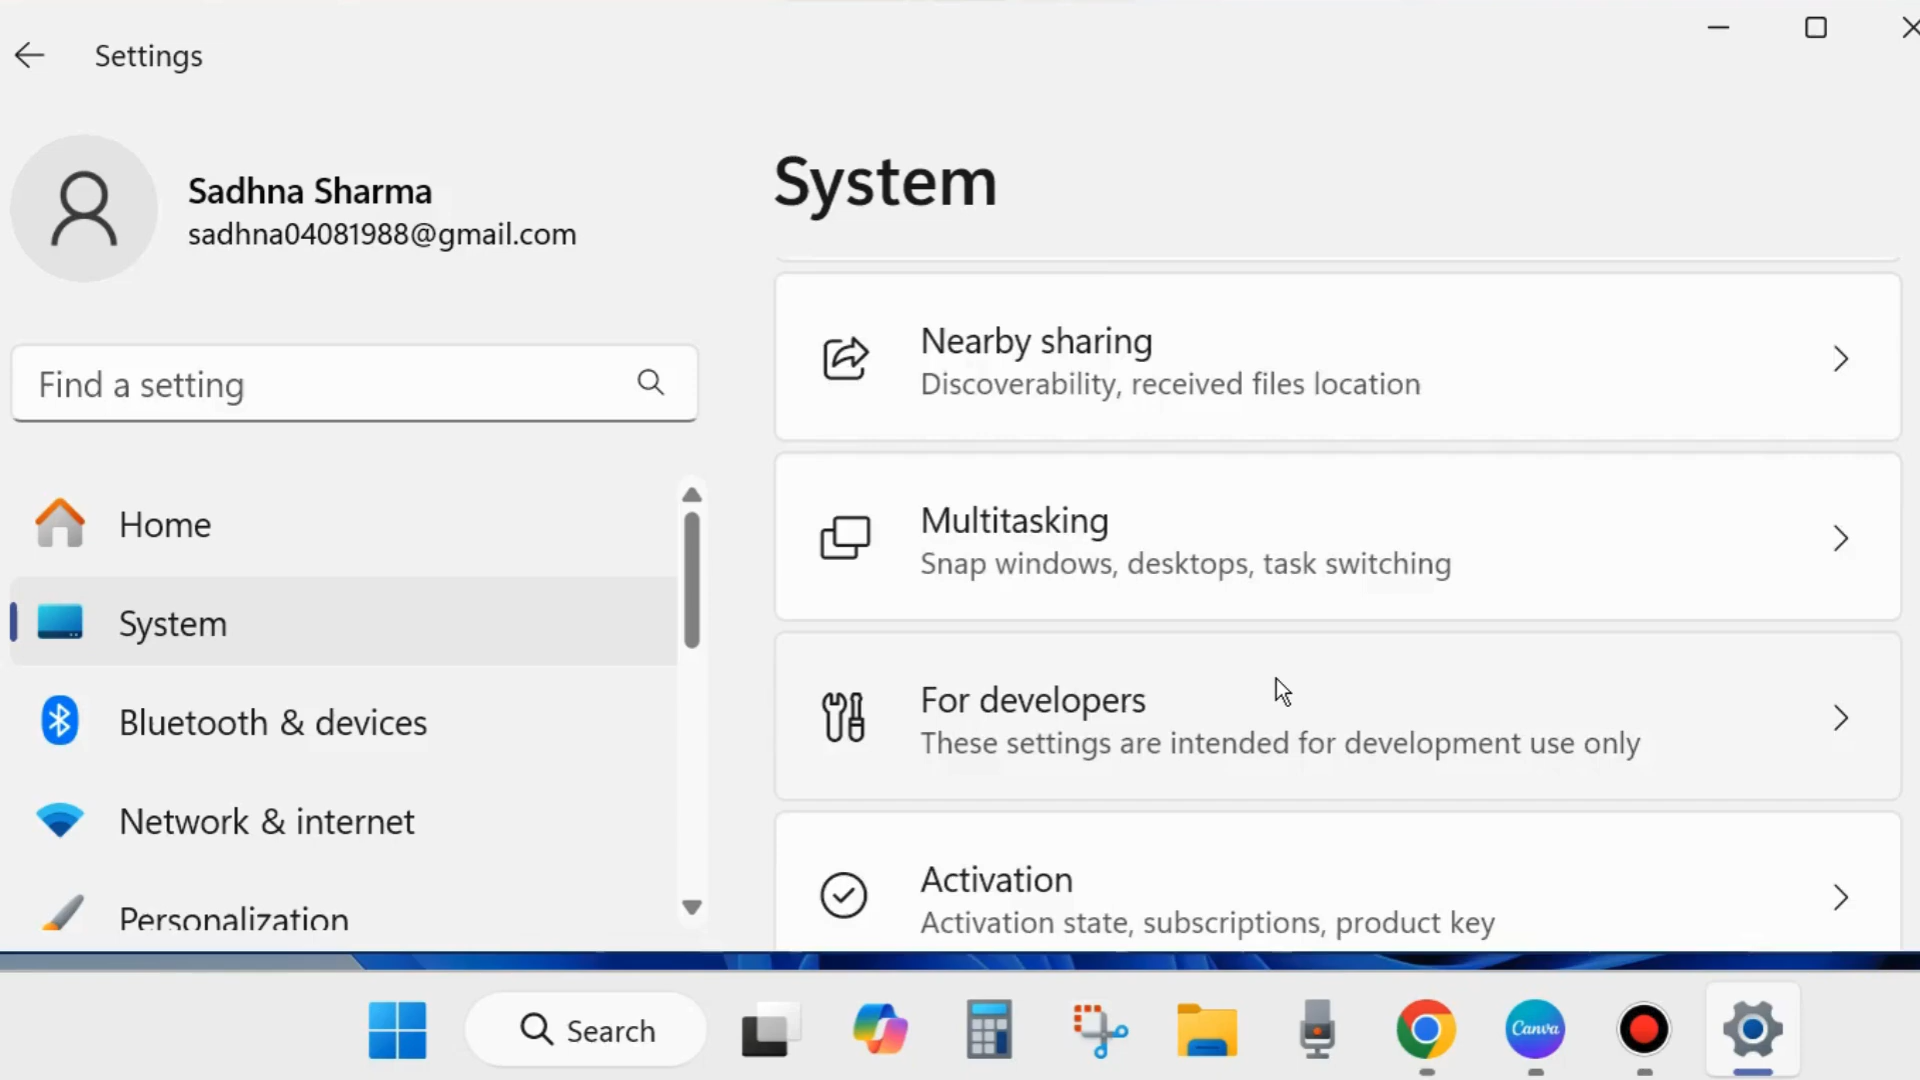 Settings
Sadhna Sharma
sadhna04081988@gmail.com
Find a setting
Home
System
Bluetooth & devices
Network & internet
Personalization
System
Nearby sharing
Discoverability, received files location
Multitasking
Snap windows, desktops, task switching
For developers
These settings are intended for development use only
Activation
Activation state, subscriptions, product key
Search
Canva